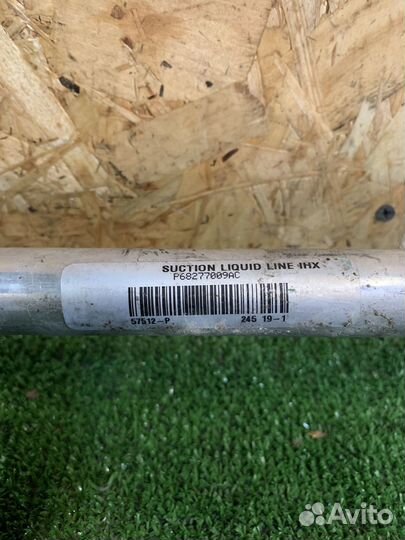 SUCTION LIQUID LINE IHX
P68277009AC
57512-P 245 19-1
Avito